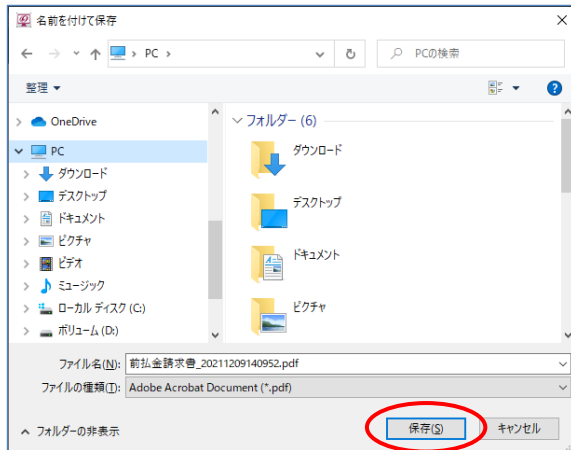 名前を付けて保存
PC
PCの検索
整理
OneDrive
PC
ダウンロード
デスクトップ
ドキュメント
ピクチャ
ビデオ
ミュージック
ローカル ディスク (C:)
ボリューム (D:)
フォルダー (6)
ダウンロード
デスクトップ
ドキュメント
ピクチャ
ファイル名(N): 前払金請求書_20211209140952.pdf
ファイルの種類(T): Adobe Acrobat Document (*.pdf)
フォルダーの非表示
保存(S)
キャンセル